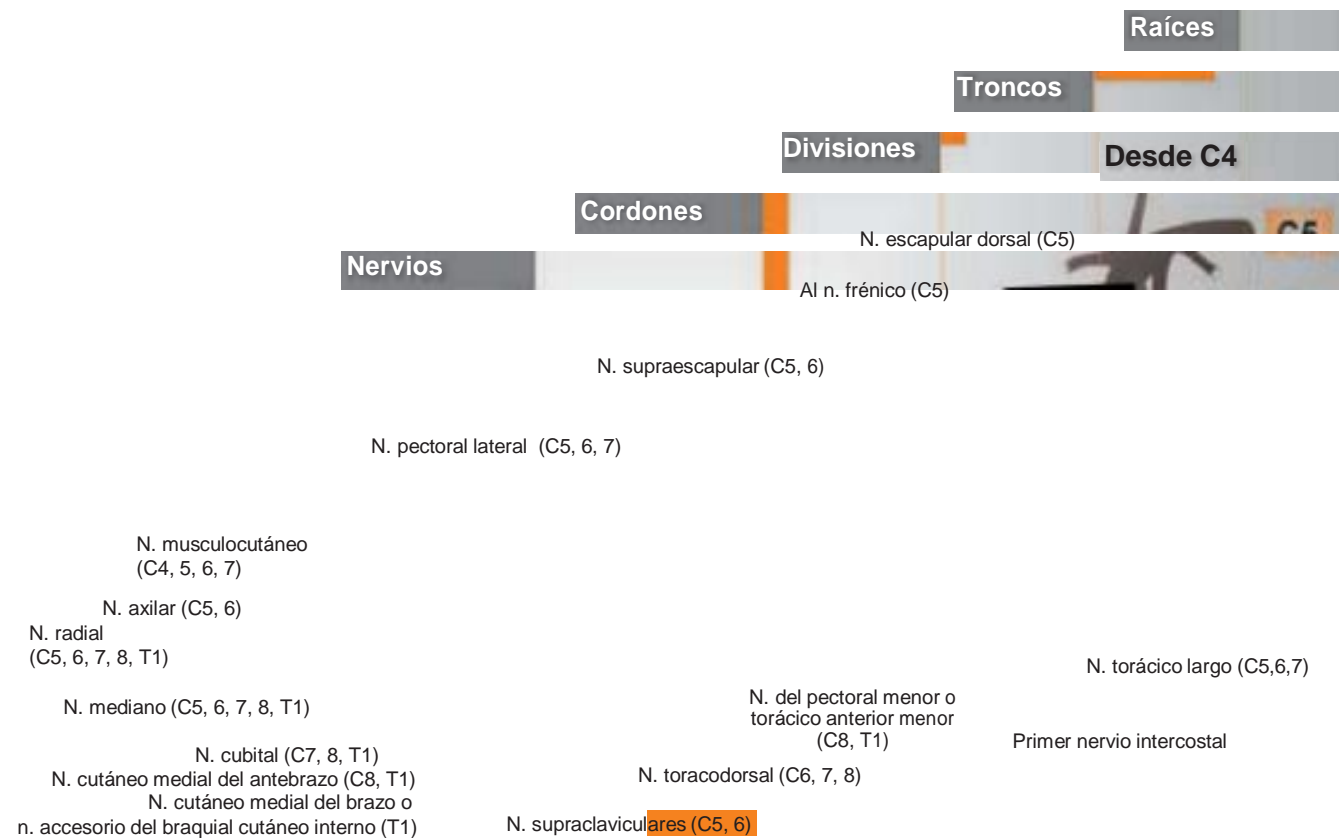 Raíces
Troncos
Divisiones
Desde C4
Cordones
C5
N. escapular dorsal (C5)
Nervios
Al n. frénico (C5)
N. supraescapular (C5, 6)
N. pectoral lateral (C5, 6, 7)
N. musculocutáneo
(C4, 5, 6, 7)
N. axilar (C5, 6)
N. radial
(C5, 6, 7, 8, T1)
N. torácico largo (C5,6,7)
N. mediano (C5, 6, 7, 8, T1)
N. del pectoral menor o
torácico anterior menor
(C8, T1)
Primer nervio intercostal
N. cubital (C7, 8, T1)
N. cutáneo medial del antebrazo (C8, T1)
N. cutáneo medial del brazo o
n. accesorio del braquial cutáneo interno (T1)
N. toracodorsal (C6, 7, 8)
N. supraclaviculares (C5, 6)